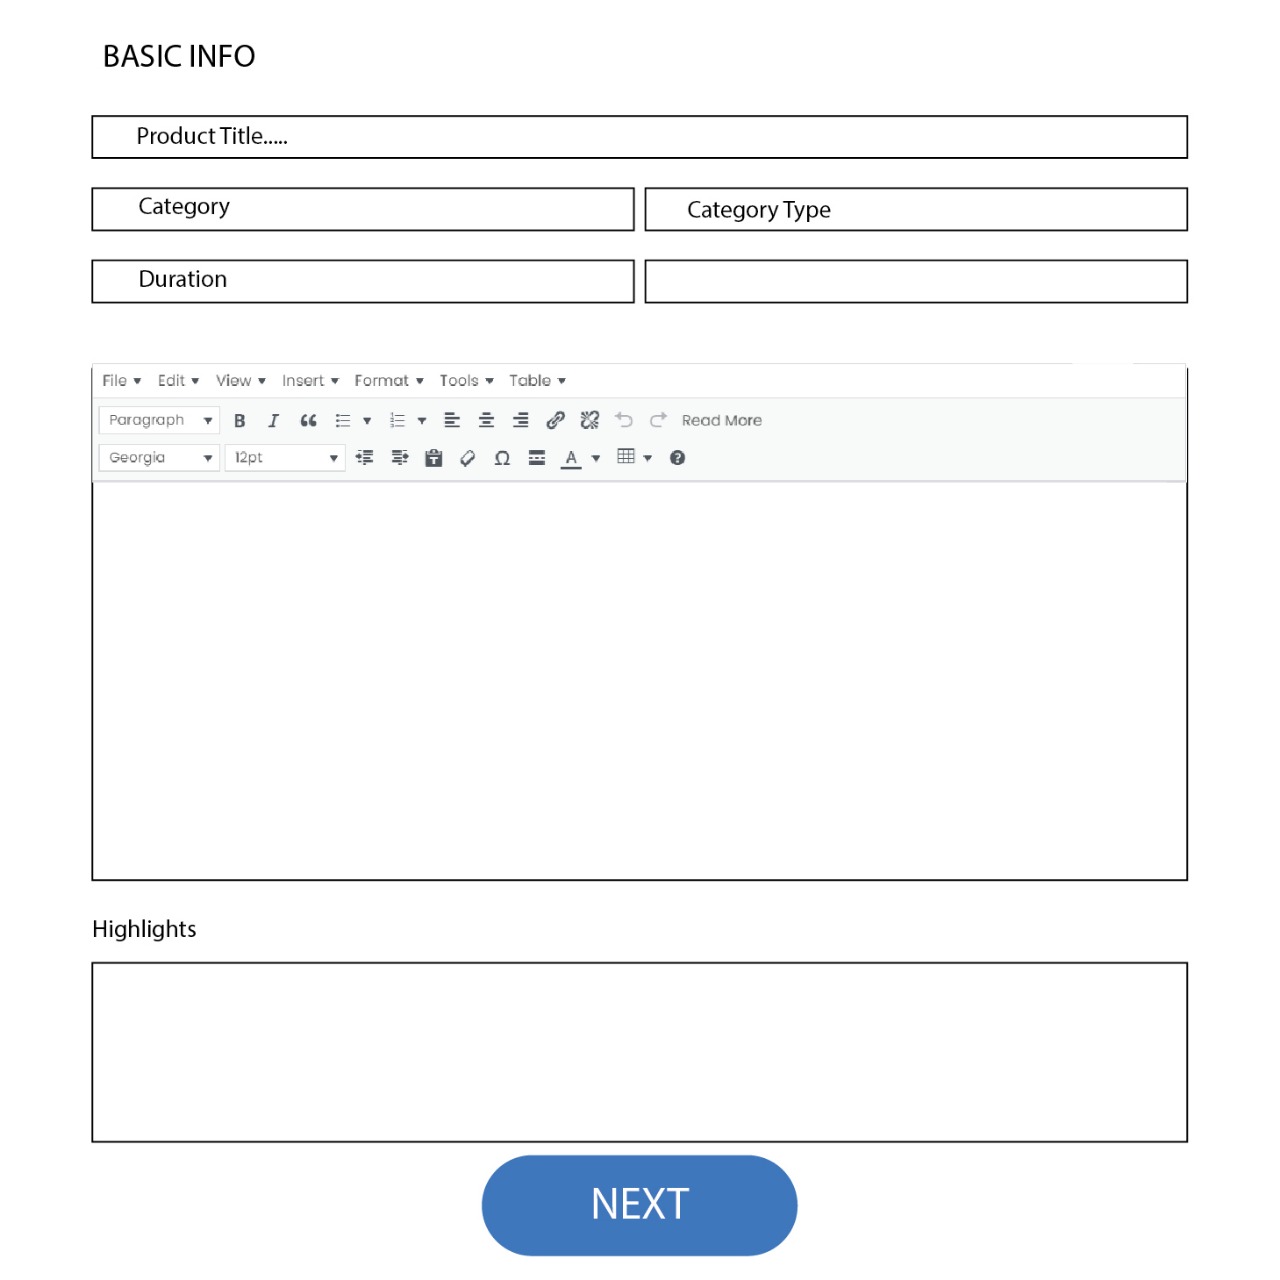 BASIC INFO
Product Title.....
Category
Category Type
Duration
File Edit View Insert Format Tools Table
Paragraph B I Read More
Georgia 12pt Ω A
Highlights
NEXT